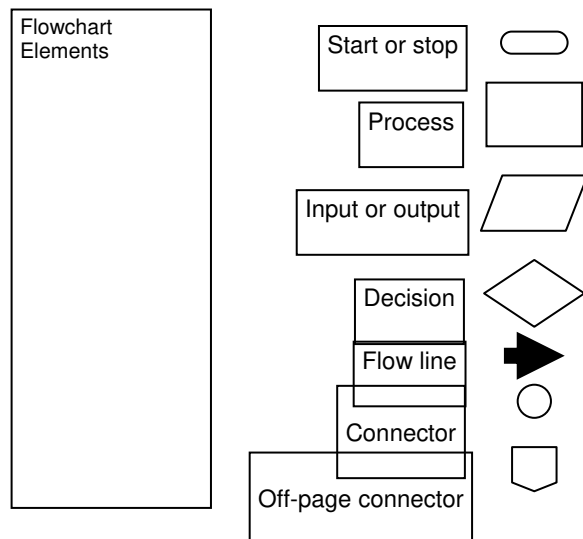 Flowchart
Elements
Start or stop
Process
Input or output
Decision
Flow line
Connector
Off-page connector